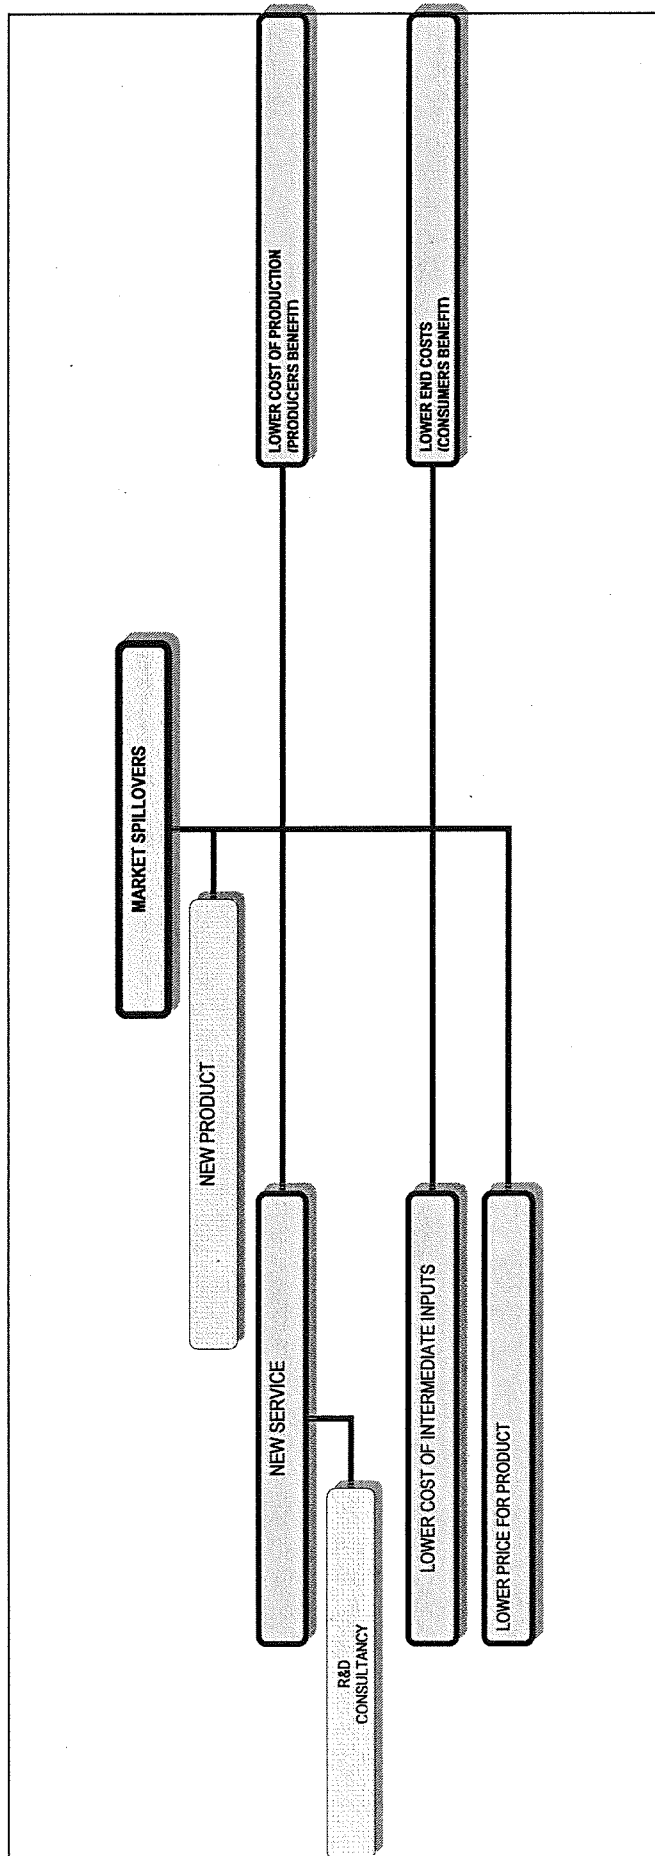 MARKET SPILLOVERS
NEW PRODUCT
NEW SERVICE
LOWER COST OF PRODUCTION
(PRODUCERS BENEFIT)
R&D
CONSULTANCY
LOWER COST OF INTERMEDIATE INPUTS
LOWER END COSTS
(CONSUMERS BENEFIT)
LOWER PRICE FOR PRODUCT